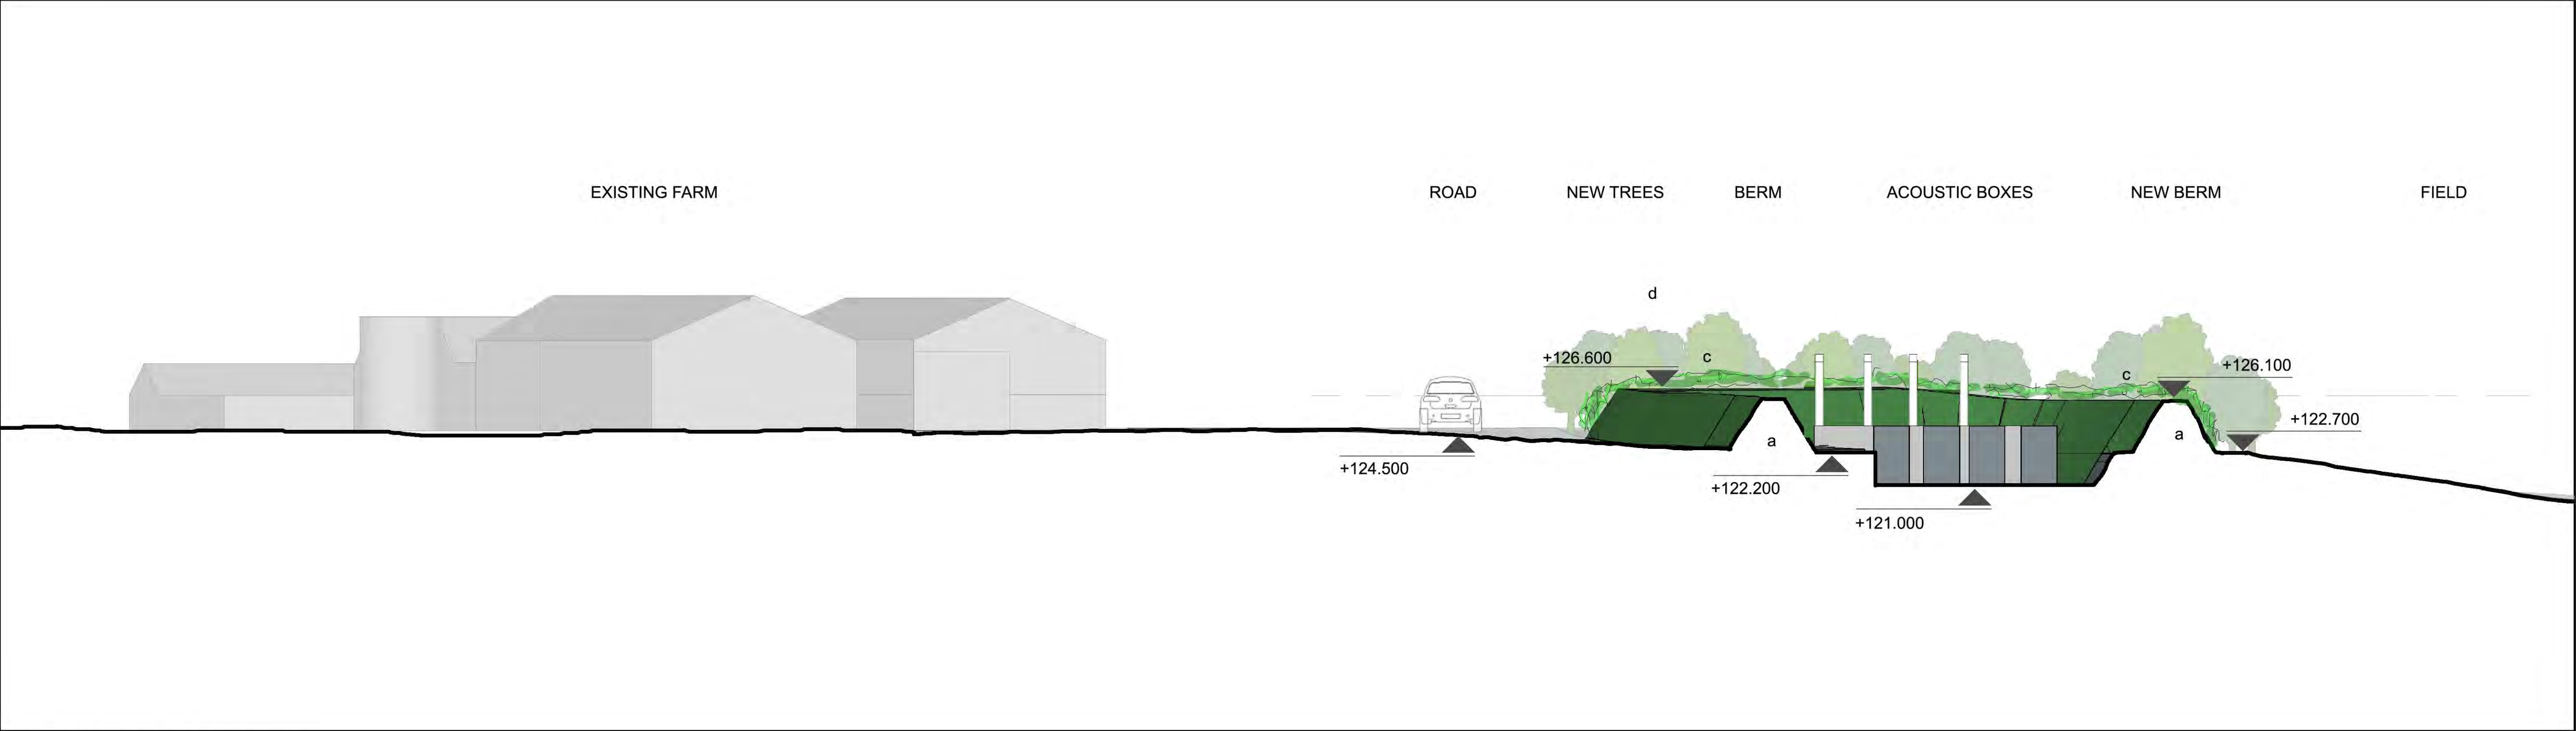 EXISTING FARM
ROAD
NEW TREES
BERM
ACOUSTIC BOXES
NEW BERM
FIELD
d
+126.600
c
c
+126.100
+122.700
a
a
+124.500
+122.200
+121.000